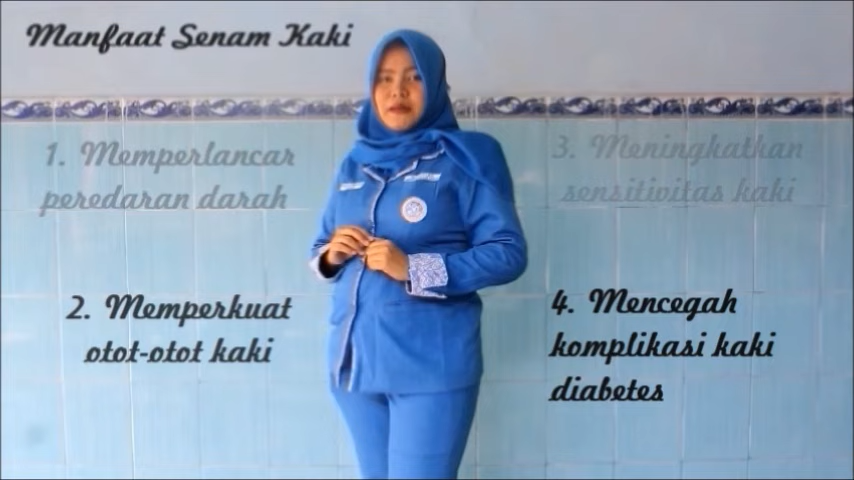 Manfaat Senam Kaki
1. Memperlancar
peredaran darah
2. Memperkuat
otot-otot kaki
3. Meningkatkan
sensitivitas kaki
4. Mencegah
komplikasi kaki
diabetes